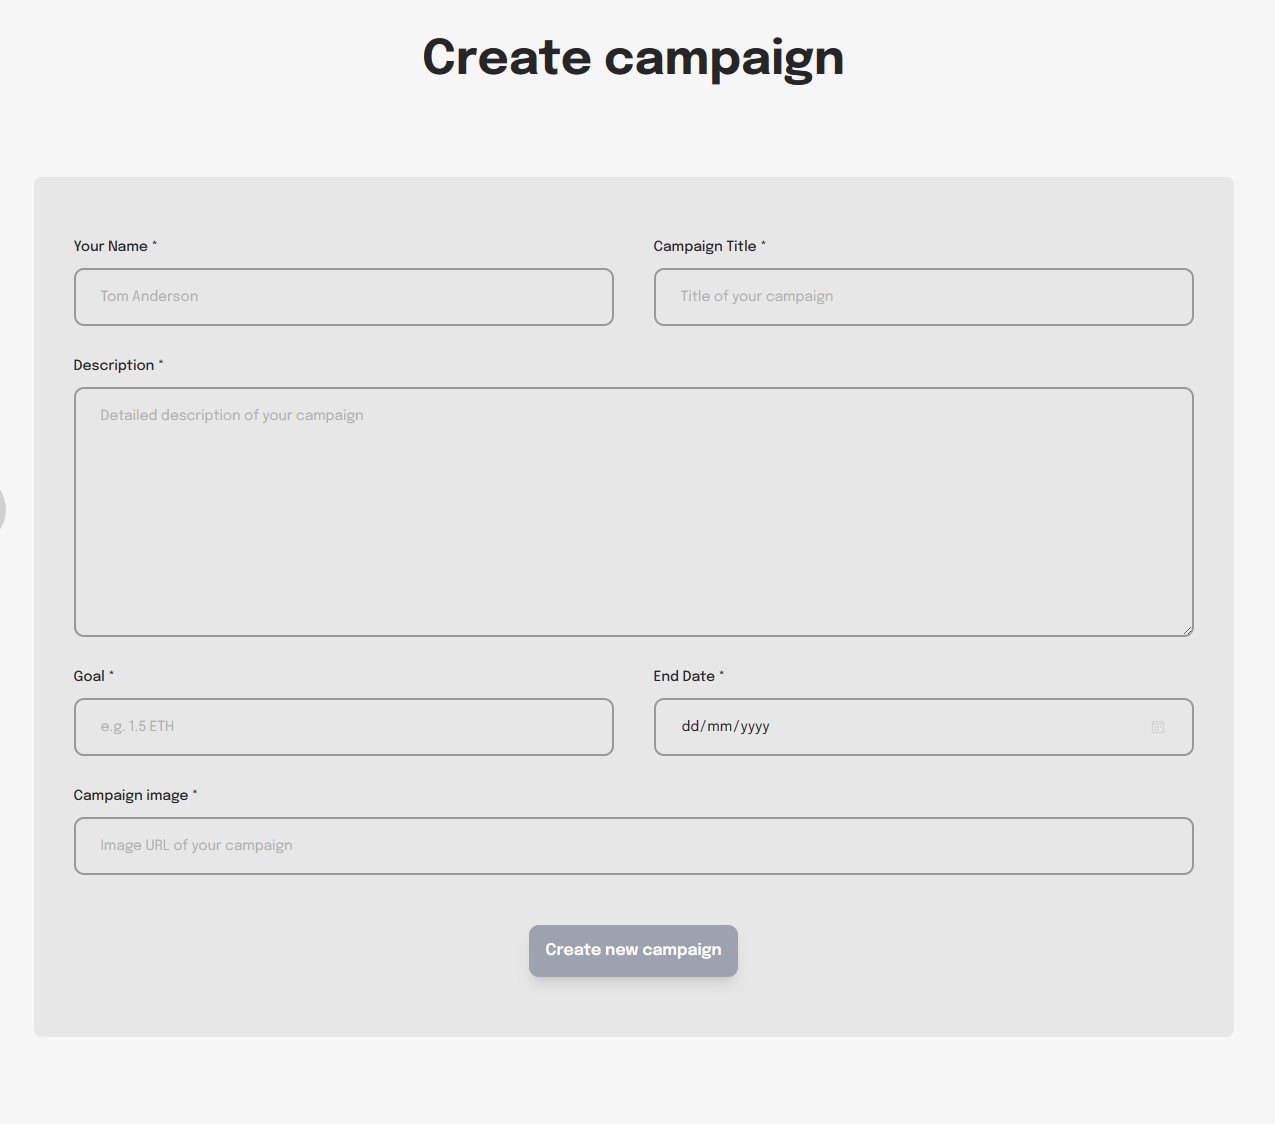 Create campaign
Your Name *
Campaign Title *
Tom Anderson
Title of your campaign
Description *
Detailed description of your campaign
Goal *
End Date *
e.g. 1.5 ETH
dd/mm/yyyy
Campaign image *
Image URL of your campaign
Create new campaign